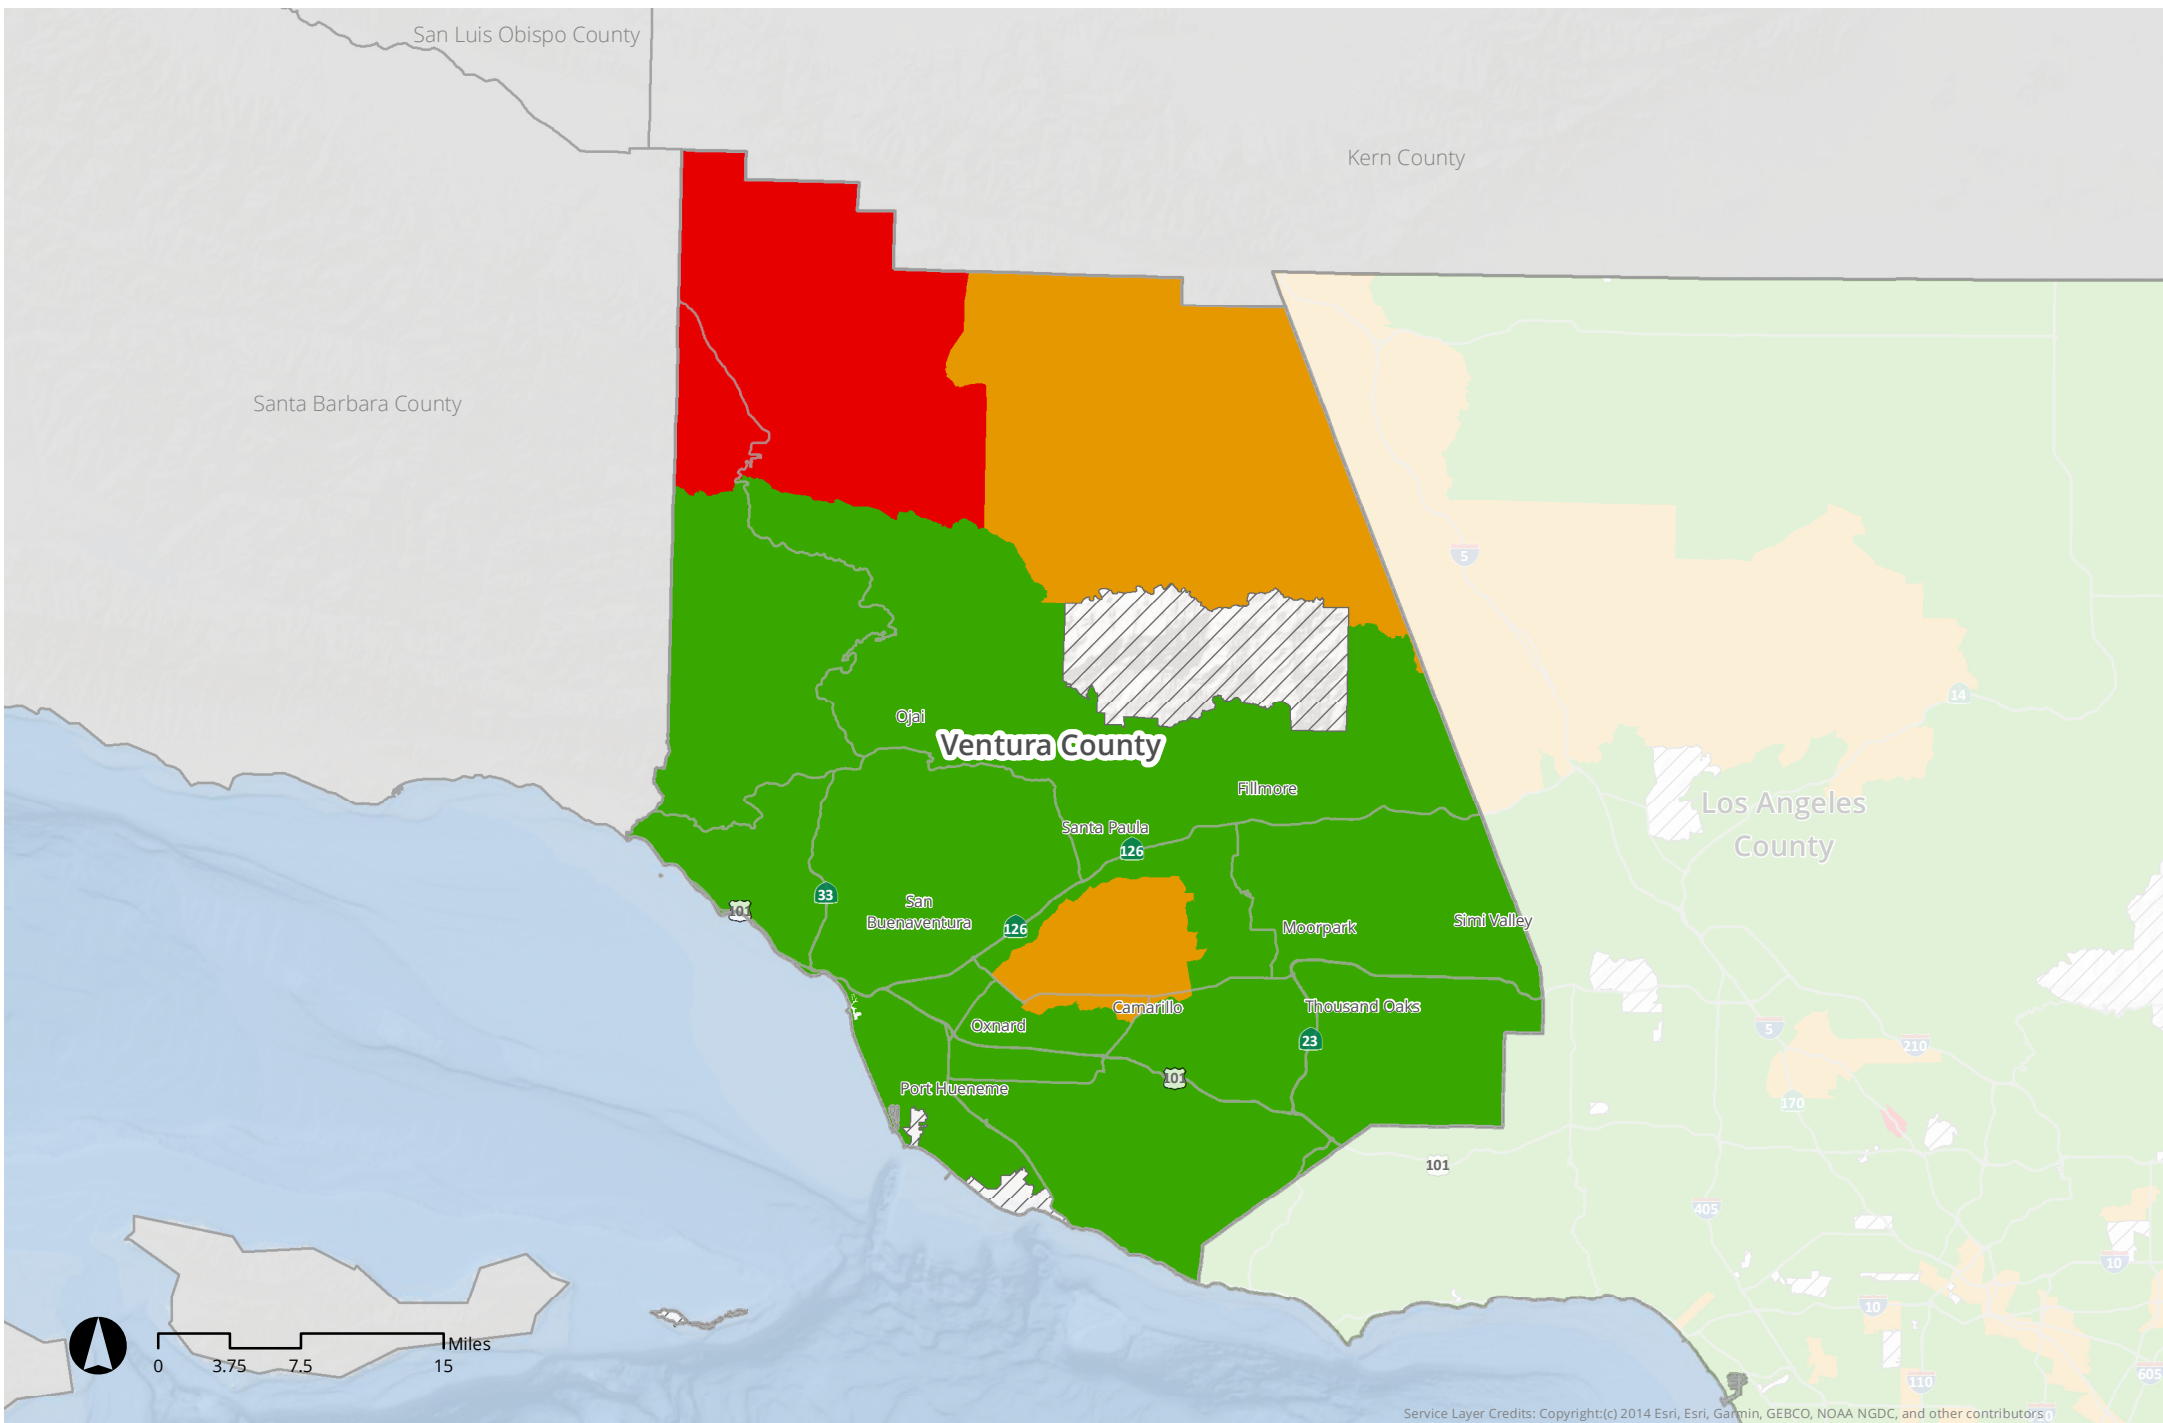 San Luis Obispo County
Kern County
Santa Barbara County
5
14
Ojai
Ventura County
Fillmore
Los Angeles
County
Santa Paula
126
33
101
San
Buenaventura
126
Moorpark
Simi Valley
Camarillo
Thousand Oaks
Oxnard
23
5
210
101
Port Hueneme
170
101
405
10
10
Miles
0
3.75
7.5
15
110
605
Service Layer Credits: Copyright:(c) 2014 Esri, Esri, Garmin, GEBCO, NOAA NGDC, and other contributors